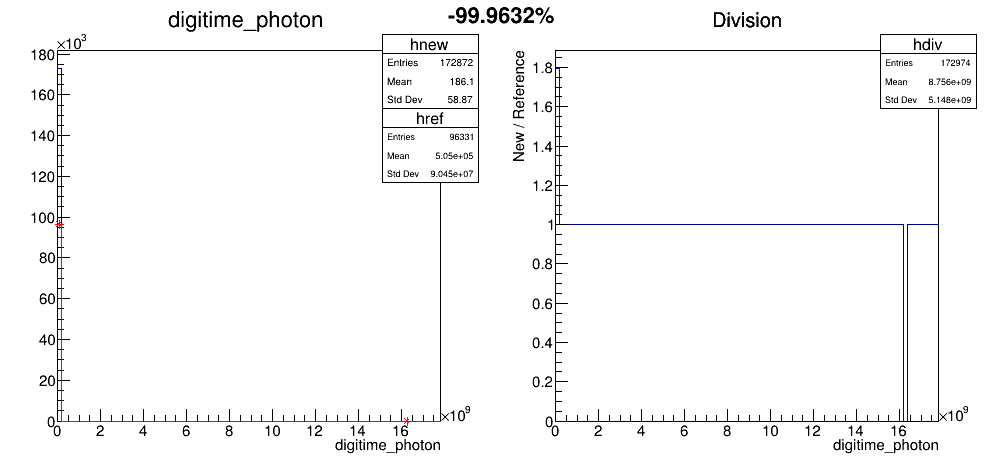 -99.9632%
digitime_photon
×10³
180
160
140
120
100
80
60
40
20
0
0 2 4 6 8 10 12 14 16
×10⁹
digitime_photon
hnew
Entries 172872
Mean 186.1
Std Dev 58.87
href
Entries 96331
Mean 5.05e+05
Std Dev 9.045e+07
Division
New / Reference
1.8
1.6
1.4
1.2
1
0.8
0.6
0.4
0.2
0
0 2 4 6 8 10 12 14 16
×10⁹
digitime_photon
hdiv
Entries 172974
Mean 8.756e+09
Std Dev 5.148e+09